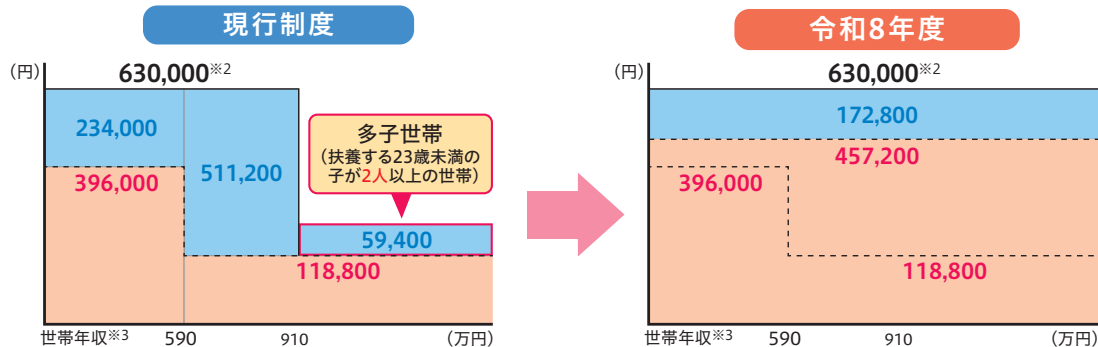 現行制度
(円)
630,000※2
234,000
396,000
511,200
多子世帯
(扶養する23歳未満の
子が2人以上の世帯)
59,400
118,800
世帯年収※3
590
910
(万円)
令和8年度
(円)
630,000※2
172,800
457,200
396,000
118,800
世帯年収※3
590
910
(万円)